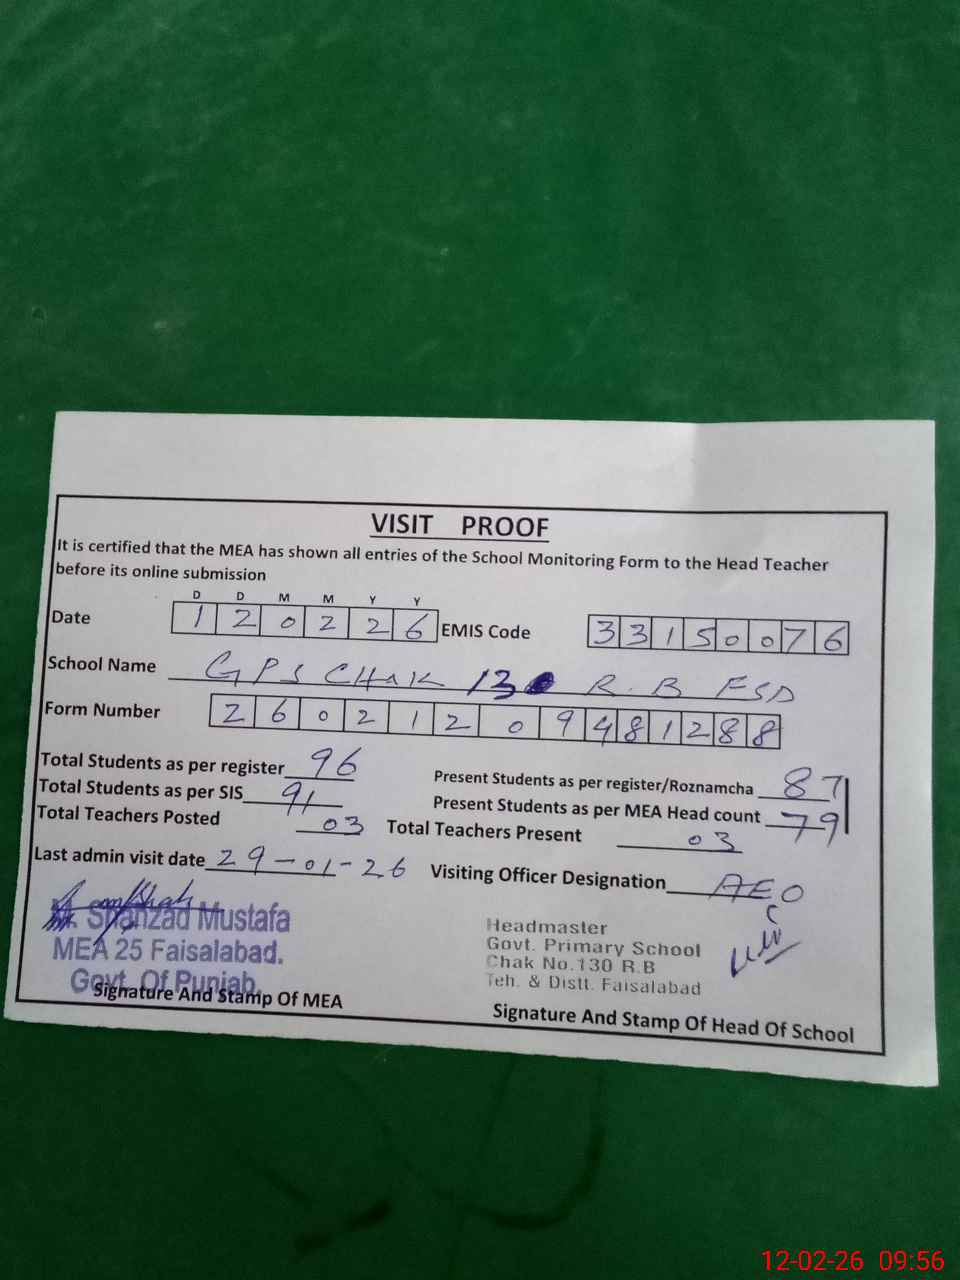 VISIT PROOF
It is certified that the MEA has shown all entries of the School Monitoring Form to the Head Teacher
before its online submission
D D M M Y Y
Date 1 2 0 2 2 6 EMIS Code 3 3 1 5 0 0 7 6
School Name GPS CHAK 130 R.B FSD
Form Number 2 6 0 2 1 2 0 9 4 8 1 2 8 8
Total Students as per register 96 Present Students as per register/Roznamcha 87
Total Students as per SIS 91 Present Students as per MEA Head count 79
Total Teachers Posted 03 Total Teachers Present 03
Last admin visit date 29-01-26 Visiting Officer Designation AEO
Shahzad Mustafa
MEA 25 Faisalabad.
Govt. Of Punjab.
Signature And Stamp Of MEA
Headmaster
Govt. Primary School
Chak No.130 R.B
Teh. & Distt. Faisalabad
Signature And Stamp Of Head Of School
12-02-26 09:56